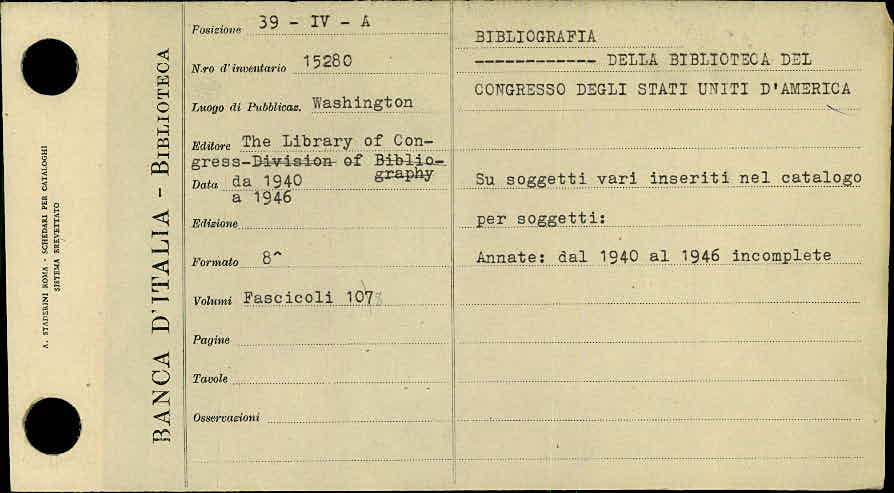 A. STADERINI ROMA - SCHEDARI PER CATALOGHI
SISTEMA BREVETTATO
BANCA D'ITALIA - BIBLIOTECA
Posizione 39 - IV - A
N.ro d'inventario 15280
Luogo di Pubblicaz. Washington
Editore The Library of Con-
gress-Division of Biblio-
graphy
Data da 1940
a 1946
Edizione
Formato 8^
Volumi Fascicoli 107
Pagine
Tavole
Osservazioni
BIBLIOGRAFIA
------------ DELLA BIBLIOTECA DEL
CONGRESSO DEGLI STATI UNITI D'AMERICA
Su soggetti vari inseriti nel catalogo
per soggetti:
Annate: dal 1940 al 1946 incomplete